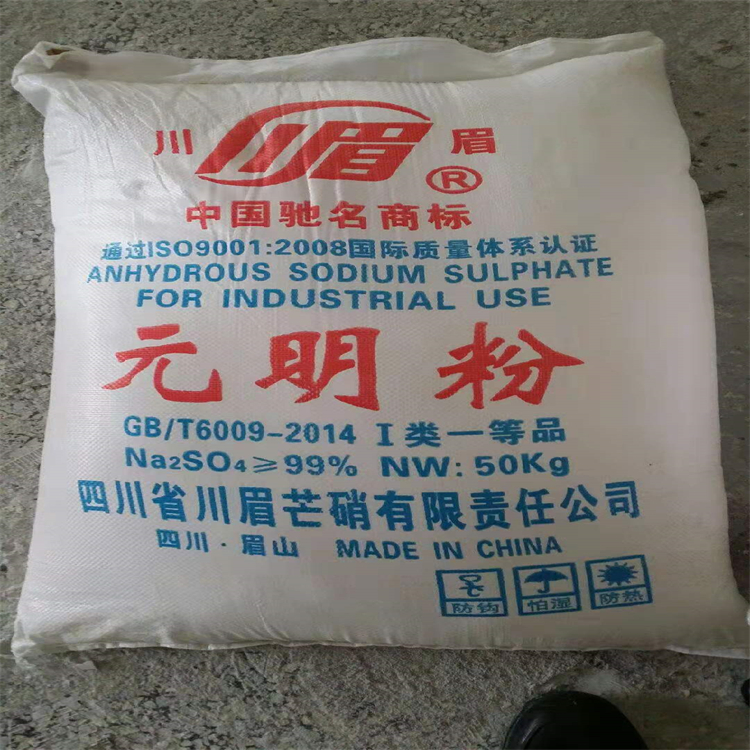 川 川眉 眉
®
中国驰名商标
通过ISO9001:2008国际质量体系认证
ANHYDROUS SODIUM SULPHATE
FOR INDUSTRIAL USE
元明粉
GB/T6009-2014 I类一等品
Na₂SO₄≥99% NW: 50Kg
四川省川眉芒硝有限责任公司
四川·眉山 MADE IN CHINA
防钩 怕湿 防热